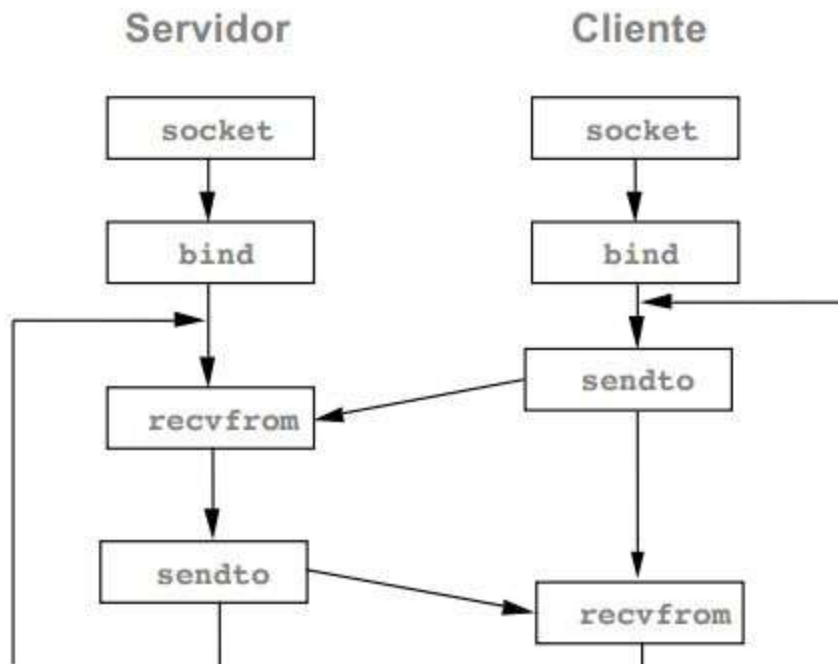 Servidor
Cliente
socket
socket
bind
bind
sendto
recvfrom
sendto
recvfrom